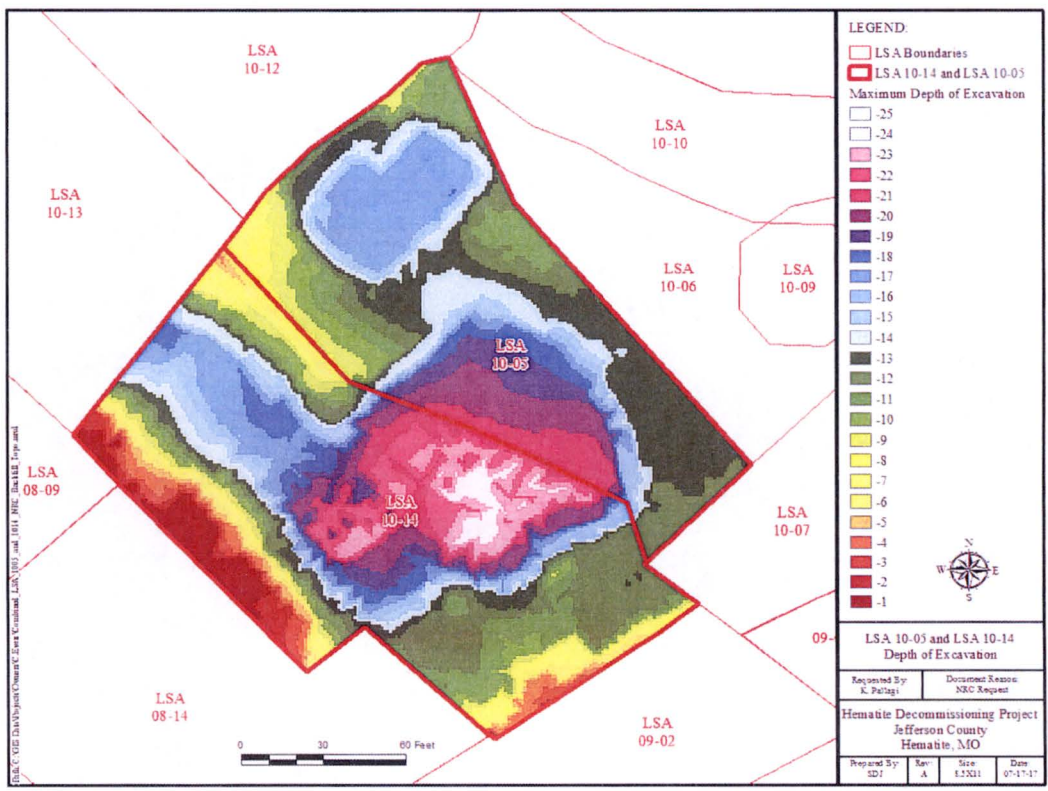 LSA
10-12
LSA
10-10
LSA
10-13
LSA
10-06
LSA
10-09
LSA
10-05
LSA
08-09
LSA
10-14
LSA
10-07
LSA
08-14
LSA
09-02
0 30 60 Feet
LEGEND:
LSA Boundaries
LSA 10-14 and LSA 10-05
Maximum Depth of Excavation
-25
-24
-23
-22
-21
-20
-19
-18
-17
-16
-15
-14
-13
-12
-11
-10
-9
-8
-7
-6
-5
-4
-3
-2
-1
N
W E
S
LSA 10-05 and LSA 10-14
Depth of Excavation
Requested By:
K. Pallagi
Document Reason:
NRC Request
Hematite Decommissioning Project
Jefferson County
Hematite, MO
Prepared By:
SDJ
Rev:
A
Size:
8.5X11
Date:
07-17-17